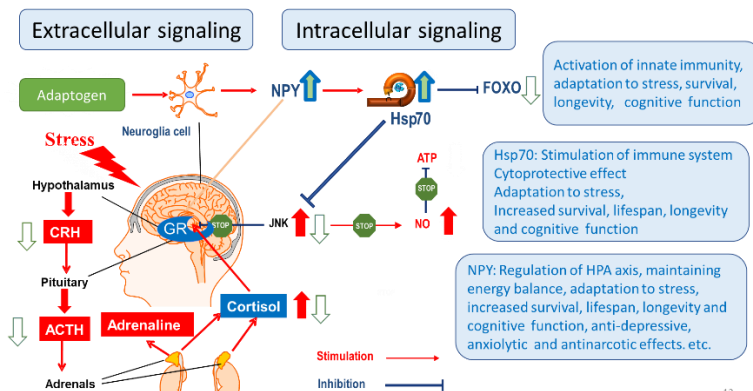 Extracellular signaling
Intracellular signaling
Adaptogen
Neuroglia cell
NPY
Hsp70
FOXO
Activation of innate immunity,
adaptation to stress, survival,
longevity, cognitive function
Stress
Hypothalamus
CRH
Pituitary
ACTH
Adrenals
Adrenaline
Cortisol
GR
STOP
JNK
STOP
NO
STOP
ATP
Hsp70: Stimulation of immune system
Cytoprotective effect
Adaptation to stress,
Increased survival, lifespan, longevity
and cognitive function
NPY: Regulation of HPA axis, maintaining
energy balance, adaptation to stress,
increased survival, lifespan, longevity and
cognitive function, anti-depressive,
anxiolytic and antinarcotic effects. etc.
Stimulation
Inhibition